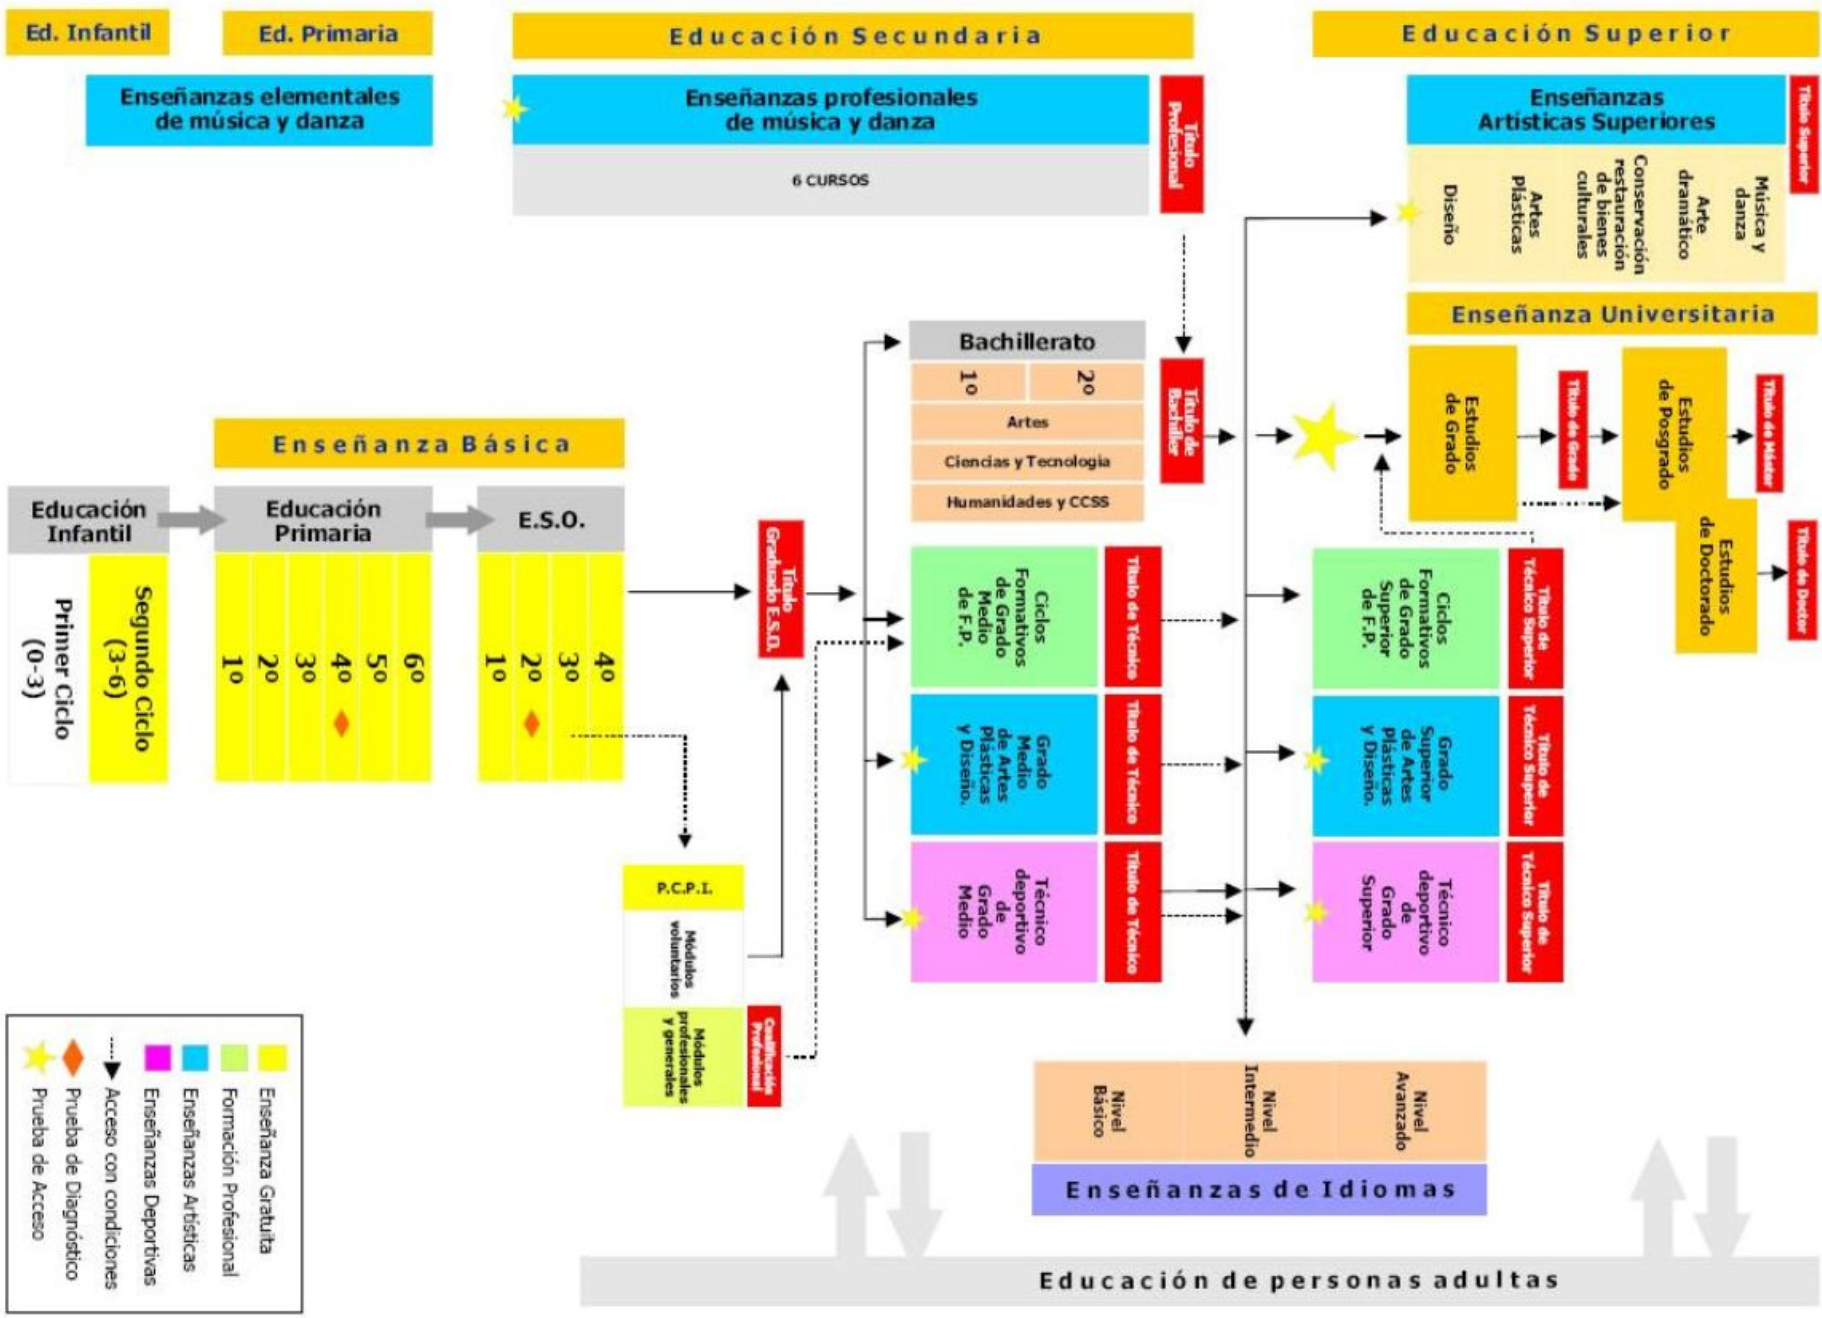 Ed. Infantil
Ed. Primaria
Educación Secundaria
Educación Superior
Enseñanzas elementales
de música y danza
Enseñanzas profesionales
de música y danza
6 CURSOS
Título
Profesional
Enseñanzas
Artísticas Superiores
Título Superior
Diseño
Artes
Plásticas
Conservación
restauración
de bienes
culturales
Arte
dramático
Música y
danza
Enseñanza Universitaria
Estudios
de Grado
Título de Grado
Estudios
de Posgrado
Título de Máster
Estudios
de Doctorado
Título de Doctor
Bachillerato
1º
2º
Artes
Ciencias y Tecnologia
Humanidades y CCSS
Título de
Bachiller
Enseñanza Básica
Educación
Infantil
Primer Ciclo
(0-3)
Segundo Ciclo
(3-6)
Educación
Primaria
1º
2º
3º
4º
5º
6º
E.S.O.
1º
2º
3º
4º
Título
Graduado E.S.O.
Ciclos
Formativos
de Grado
Medio
de F.P.
Título de Técnico
Ciclos
Formativos
de Grado
Superior
de F.P.
Título de
Técnico Superior
Grado
Medio
de Artes
Plásticas
y Diseño.
Título de Técnico
Grado
Superior
de Artes
Plásticas
y Diseño.
Título de
Técnico Superior
Técnico
deportivo
de
Grado
Medio
Título de Técnico
Técnico
deportivo
de
Grado
Superior
Título de
Técnico Superior
P.C.P.I.
Módulos
voluntarios
Módulos
profesionales
y generales
Cualificación
Profesional
Nivel
Básico
Nivel
Intermedio
Nivel
Avanzado
Enseñanzas de Idiomas
Educación de personas adultas
Enseñanza Gratuita
Formación Profesional
Enseñanzas Artísticas
Enseñanzas Deportivas
Acceso con condiciones
Prueba de Diagnóstico
Prueba de Acceso